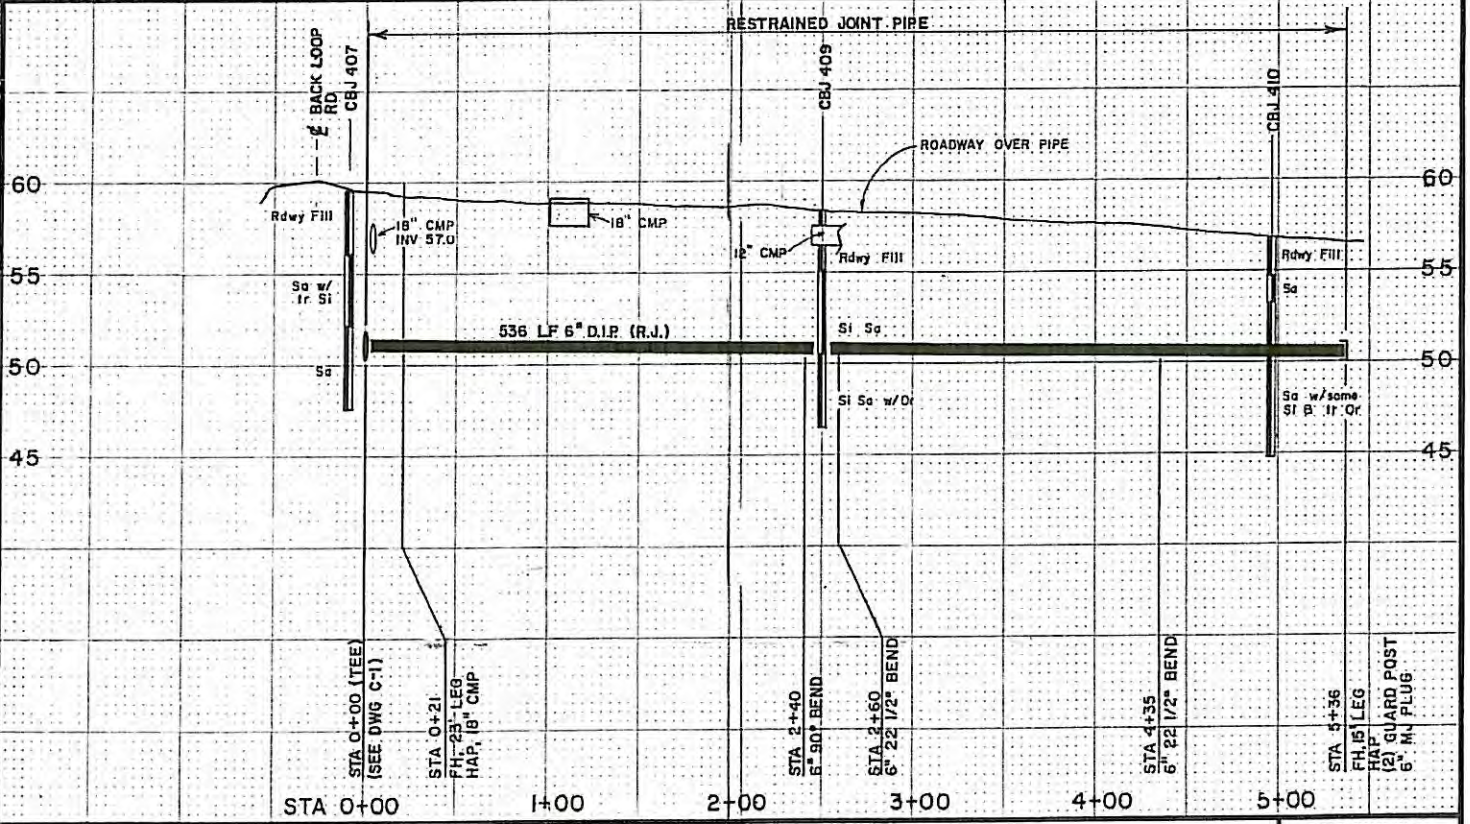 RESTRAINED JOINT PIPE
℄ BACK LOOP
RD
CBJ 407
CBJ 409
CBJ 410
ROADWAY OVER PIPE
60
60
Rdwy Fill
18" CMP
INV 57.0
18" CMP
12" CMP
Rdwy Fill
Rdwy Fill
55
55
Sa w/
tr Si
Sa
536 LF 6" D.I.P. (R.J.)
Si Sa
50
50
Sa
Si Sa w/Or
Sa w/some
Si & tr Or
45
45
STA 0+00 (TEE)
(SEE DWG C-1)
STA 0+21
FH, 23' LEG
HAP, 18" CMP
STA 2+40
6" 90° BEND
STA 2+60
6" 22 1/2° BEND
STA 4+35
6" 22 1/2° BEND
STA 5+36
FH, 15' LEG
HAP
(2) GUARD POST
6" MJ PLUG
STA 0+00
1+00
2+00
3+00
4+00
5+00